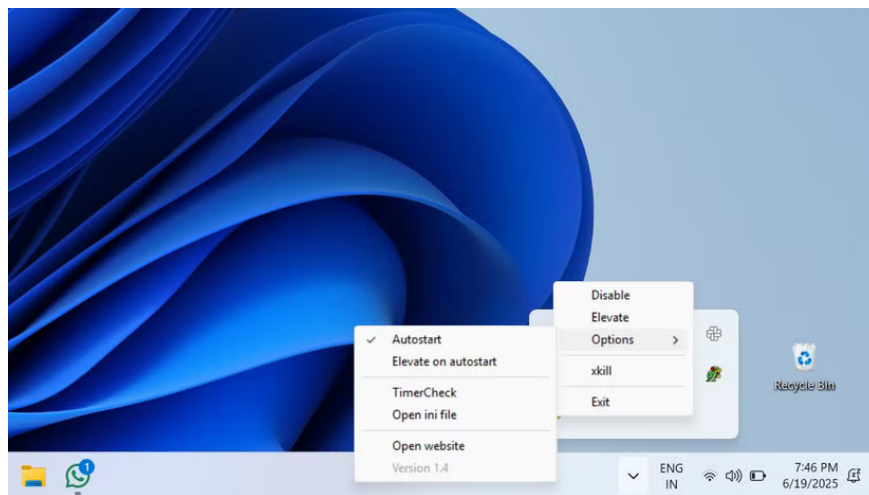 Disable
Elevate
Options
xkill
Exit
Autostart
Elevate on autostart
TimerCheck
Open ini file
Open website
Version 1.4
Recycle Bin
1
ENG
IN
7:46 PM
6/19/2025